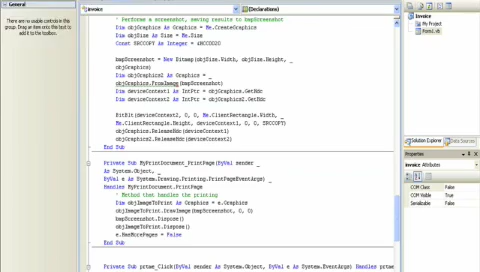 General
There are no usable controls in this
group. Drag an item onto this text to
add it to the toolbox.
invoice
(Declarations)
' Performs a screenshot, saving results to bmpScreenshot
Dim objGraphics As Graphics = Me.CreateGraphics
Dim objSize As Size = Me.Size
Const SRCCOPY As Integer = &HCC0020
bmpScreenshot = New Bitmap(objSize.Width, objSize.Height, _
objGraphics)
Dim objGraphics2 As Graphics = _
objGraphics.FromImage(bmpScreenshot)
Dim deviceContext1 As IntPtr = objGraphics.GetHdc
Dim deviceContext2 As IntPtr = objGraphics2.GetHdc
BitBlt(deviceContext2, 0, 0, Me.ClientRectangle.Width, _
Me.ClientRectangle.Height, deviceContext1, 0, 0, SRCCOPY)
objGraphics.ReleaseHdc(deviceContext1)
objGraphics2.ReleaseHdc(deviceContext2)
End Sub
Private Sub MyPrintDocument_PrintPage(ByVal sender _
As System.Object, _
ByVal e As System.Drawing.Printing.PrintPageEventArgs) _
Handles MyPrintDocument.PrintPage
' Method that handles the printing
Dim objImageToPrint As Graphics = e.Graphics
objImageToPrint.DrawImage(bmpScreenshot, 0, 0)
bmpScreenshot.Dispose()
objImageToPrint.Dispose()
e.HasMorePages = False
End Sub
Private Sub prtme_Click(ByVal sender As System.Object, ByVal e As System.EventArgs) Handles prtme
invoice
My Project
Form1.vb
Solution Explorer
Data Sources
Properties
invoice Attributes
COM Class False
COM Visible True
Serializable False